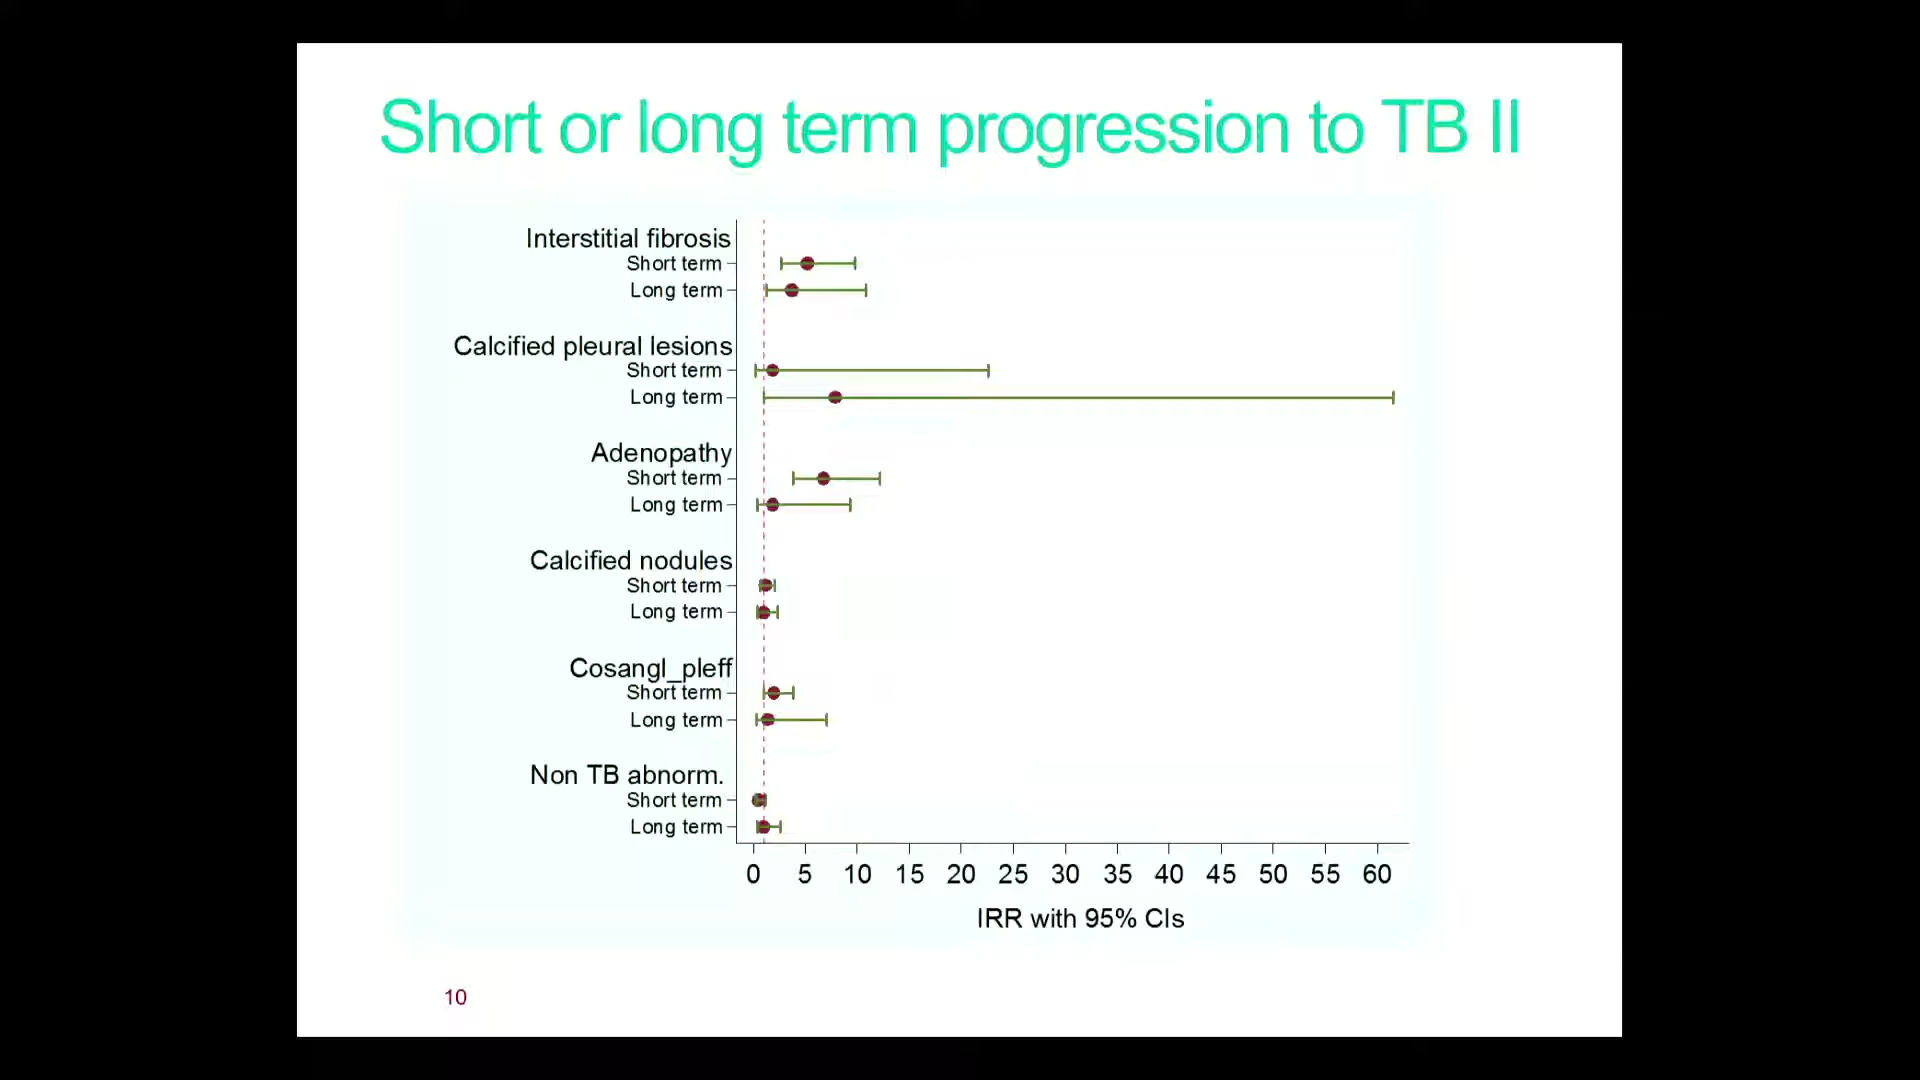 Short or long term progression to TB II
Interstitial fibrosis
Short term
Long term
Calcified pleural lesions
Short term
Long term
Adenopathy
Short term
Long term
Calcified nodules
Short term
Long term
Cosangl_pleff
Short term
Long term
Non TB abnorm.
Short term
Long term
0 5 10 15 20 25 30 35 40 45 50 55 60
IRR with 95% CIs
10